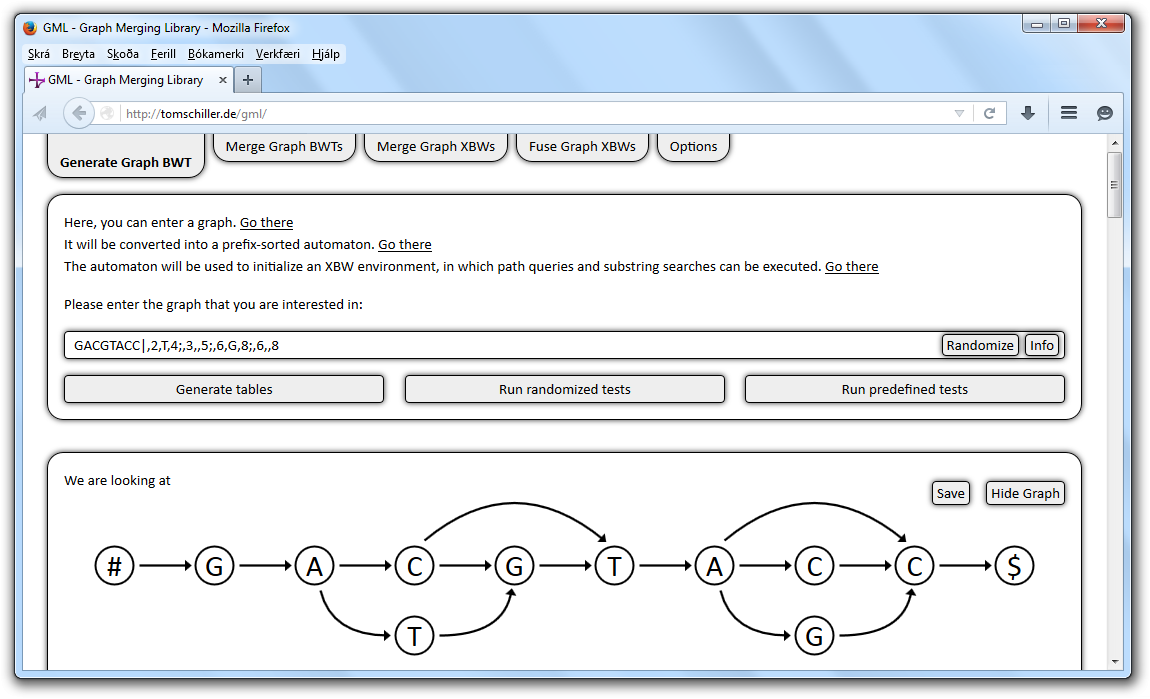 GML - Graph Merging Library - Mozilla Firefox
Skrá Breyta Skoða Ferill Bókamerki Verkfæri Hjálp
GML - Graph Merging Library × +
http://tomschiller.de/gml/
Generate Graph BWT Merge Graph BWTs Merge Graph XBWs Fuse Graph XBWs Options
Here, you can enter a graph. Go there
It will be converted into a prefix-sorted automaton. Go there
The automaton will be used to initialize an XBW environment, in which path queries and substring searches can be executed. Go there
Please enter the graph that you are interested in:
GACGTACC|,2,T,4;,3,,5;,6,G,8;,6,,8 Randomize Info
Generate tables Run randomized tests Run predefined tests
We are looking at
Save Hide Graph
# G A C G T A C C $
T G